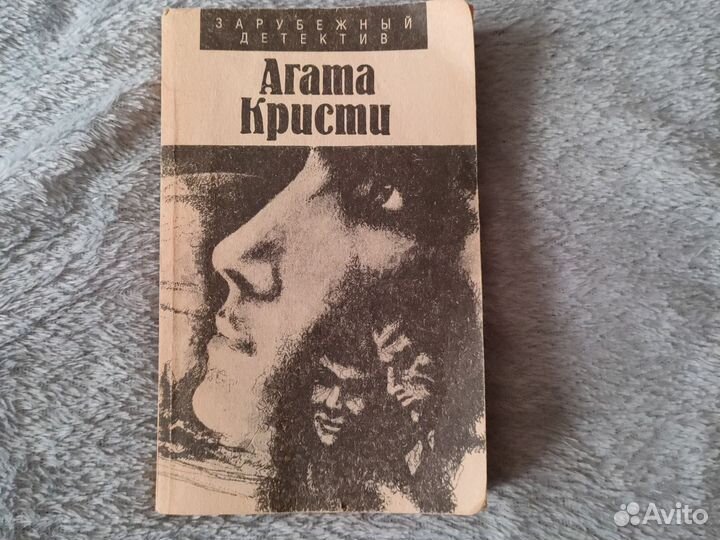 ЗАРУБЕЖНЫЙ
ДЕТЕКТИВ
Агата
Кристи
Avito